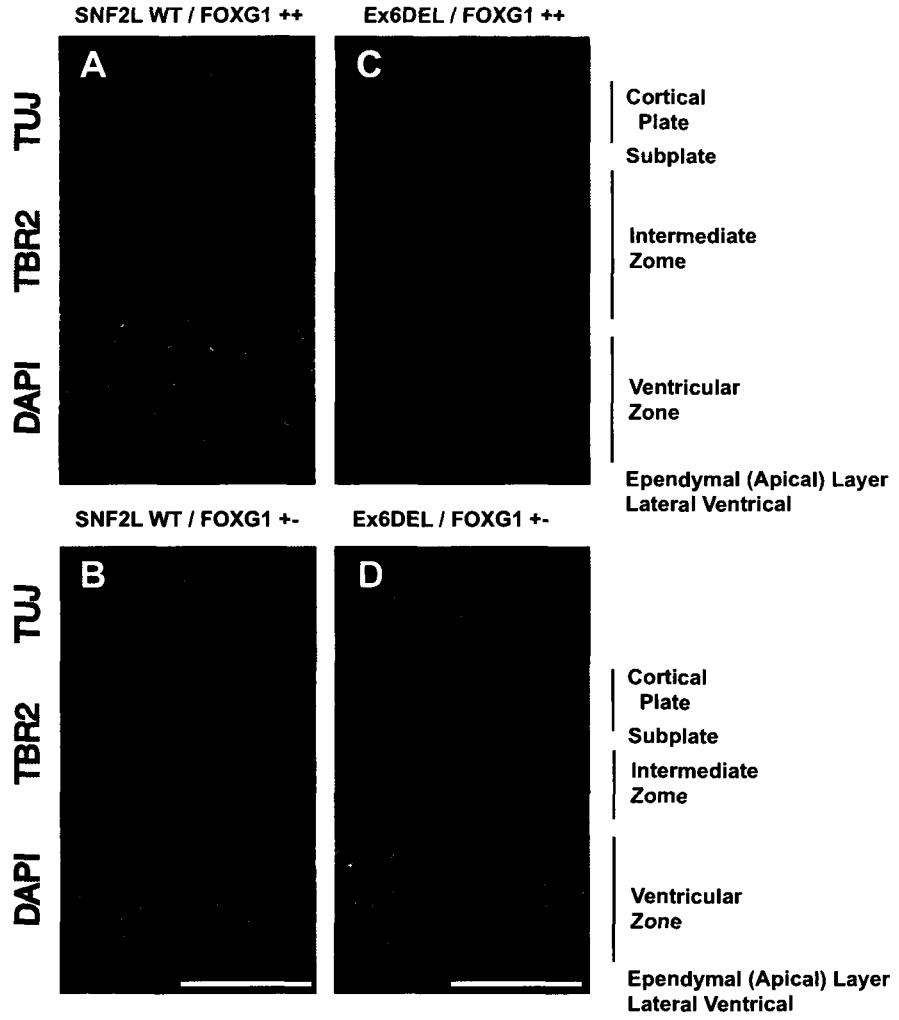 SNF2L WT / FOXG1 ++
Ex6DEL / FOXG1 ++
A
C
TUJ
TBR2
DAPI
Cortical
Plate
Subplate
Intermediate
Zome
Ventricular
Zone
Ependymal (Apical) Layer
Lateral Ventrical
SNF2L WT / FOXG1 +-
Ex6DEL / FOXG1 +-
B
D
TUJ
TBR2
DAPI
Cortical
Plate
Subplate
Intermediate
Zome
Ventricular
Zone
Ependymal (Apical) Layer
Lateral Ventrical